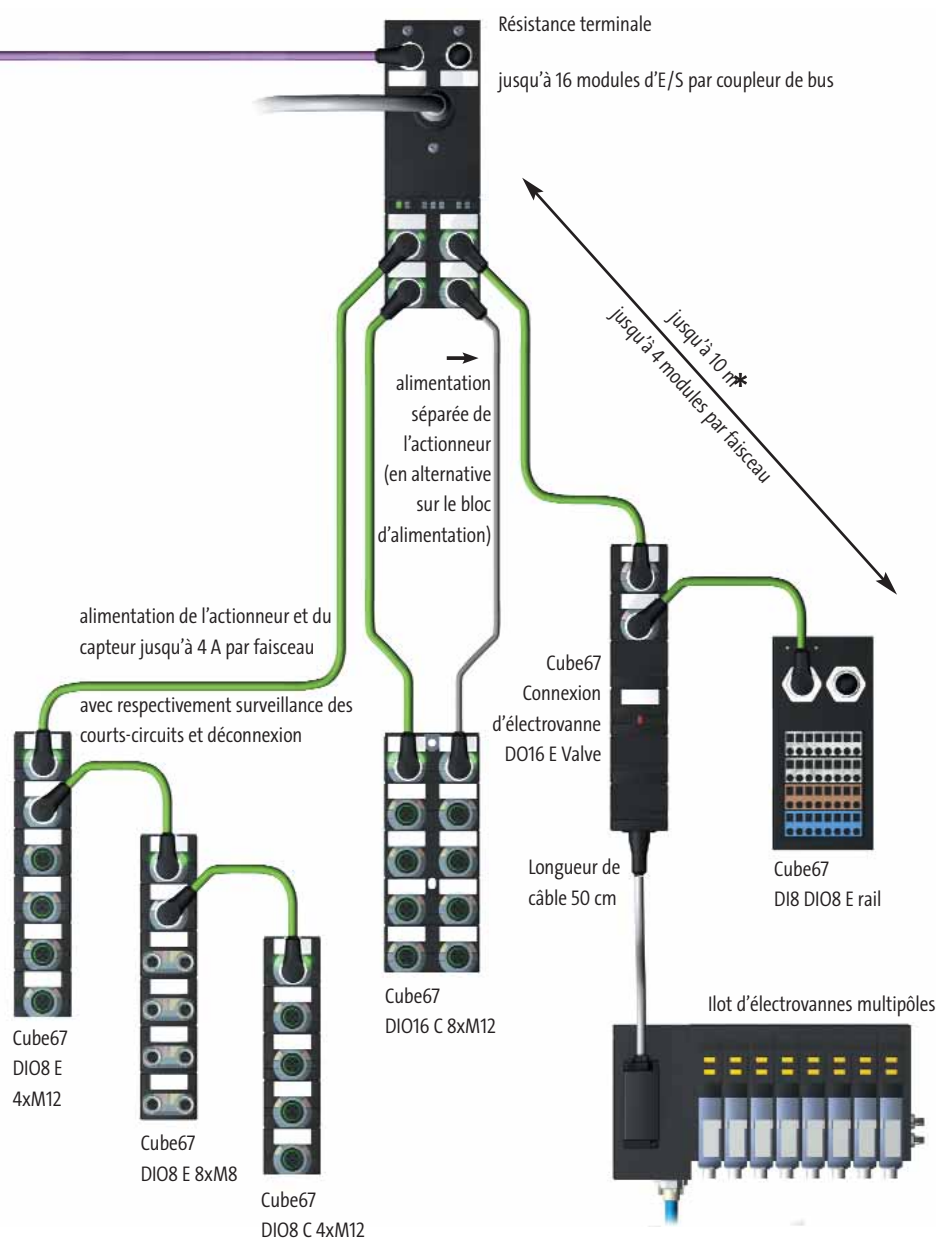 Résistance terminale
jusqu'à 16 modules d'E/S par coupleur de bus
jusqu'à 10 m*
jusqu'à 4 modules par faisceau
alimentation
séparée de
l'actionneur
(en alternative
sur le bloc
d'alimentation)
alimentation de l'actionneur et du
capteur jusqu'à 4 A par faisceau
avec respectivement surveillance des
courts-circuits et déconnexion
Cube67
Connexion
d'électrovanne
DO16 E Valve
Longueur de
câble 50 cm
Cube67
DI8 DIO8 E rail
Ilot d'électrovannes multipôles
Cube67
DIO16 C 8xM12
Cube67
DIO8 E
4xM12
Cube67
DIO8 E 8xM8
Cube67
DIO8 C 4xM12